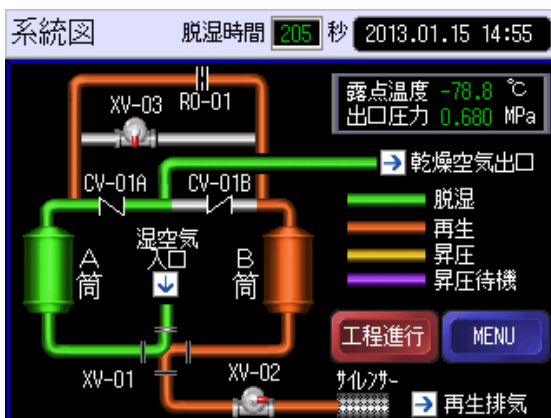 系統図 脱湿時間 205 秒 2013.01.15 14:55
露点温度 -78.8 ℃
出口圧力 0.680 MPa
XV-03 RO-01
乾燥空気出口
CV-01A CV-01B
脱湿
再生
昇圧
昇圧待機
湿空気
入口
A
筒
B
筒
工程進行 MENU
XV-01 XV-02 サイレンサー
再生排気